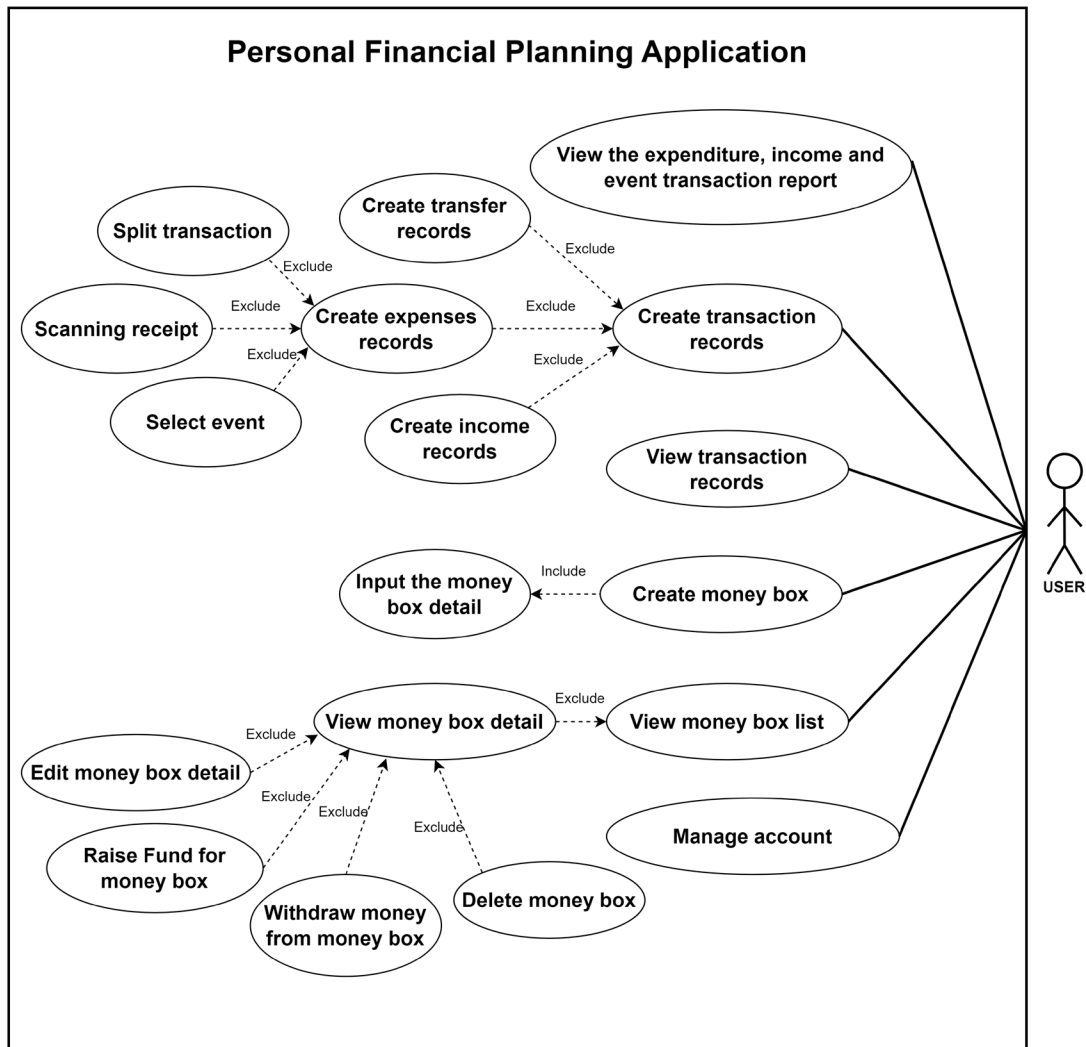 Personal Financial Planning Application
View the expenditure, income and
event transaction report
Create transfer
records
Split transaction
Exclude
Exclude
Scanning receipt
Exclude
Create expenses
records
Exclude
Create transaction
records
Exclude
Exclude
Select event
Create income
records
View transaction
records
USER
Input the money
box detail
Include
Create money box
View money box detail
Exclude
View money box list
Exclude
Edit money box detail
Exclude
Exclude
Exclude
Raise Fund for
money box
Manage account
Withdraw money
from money box
Delete money box